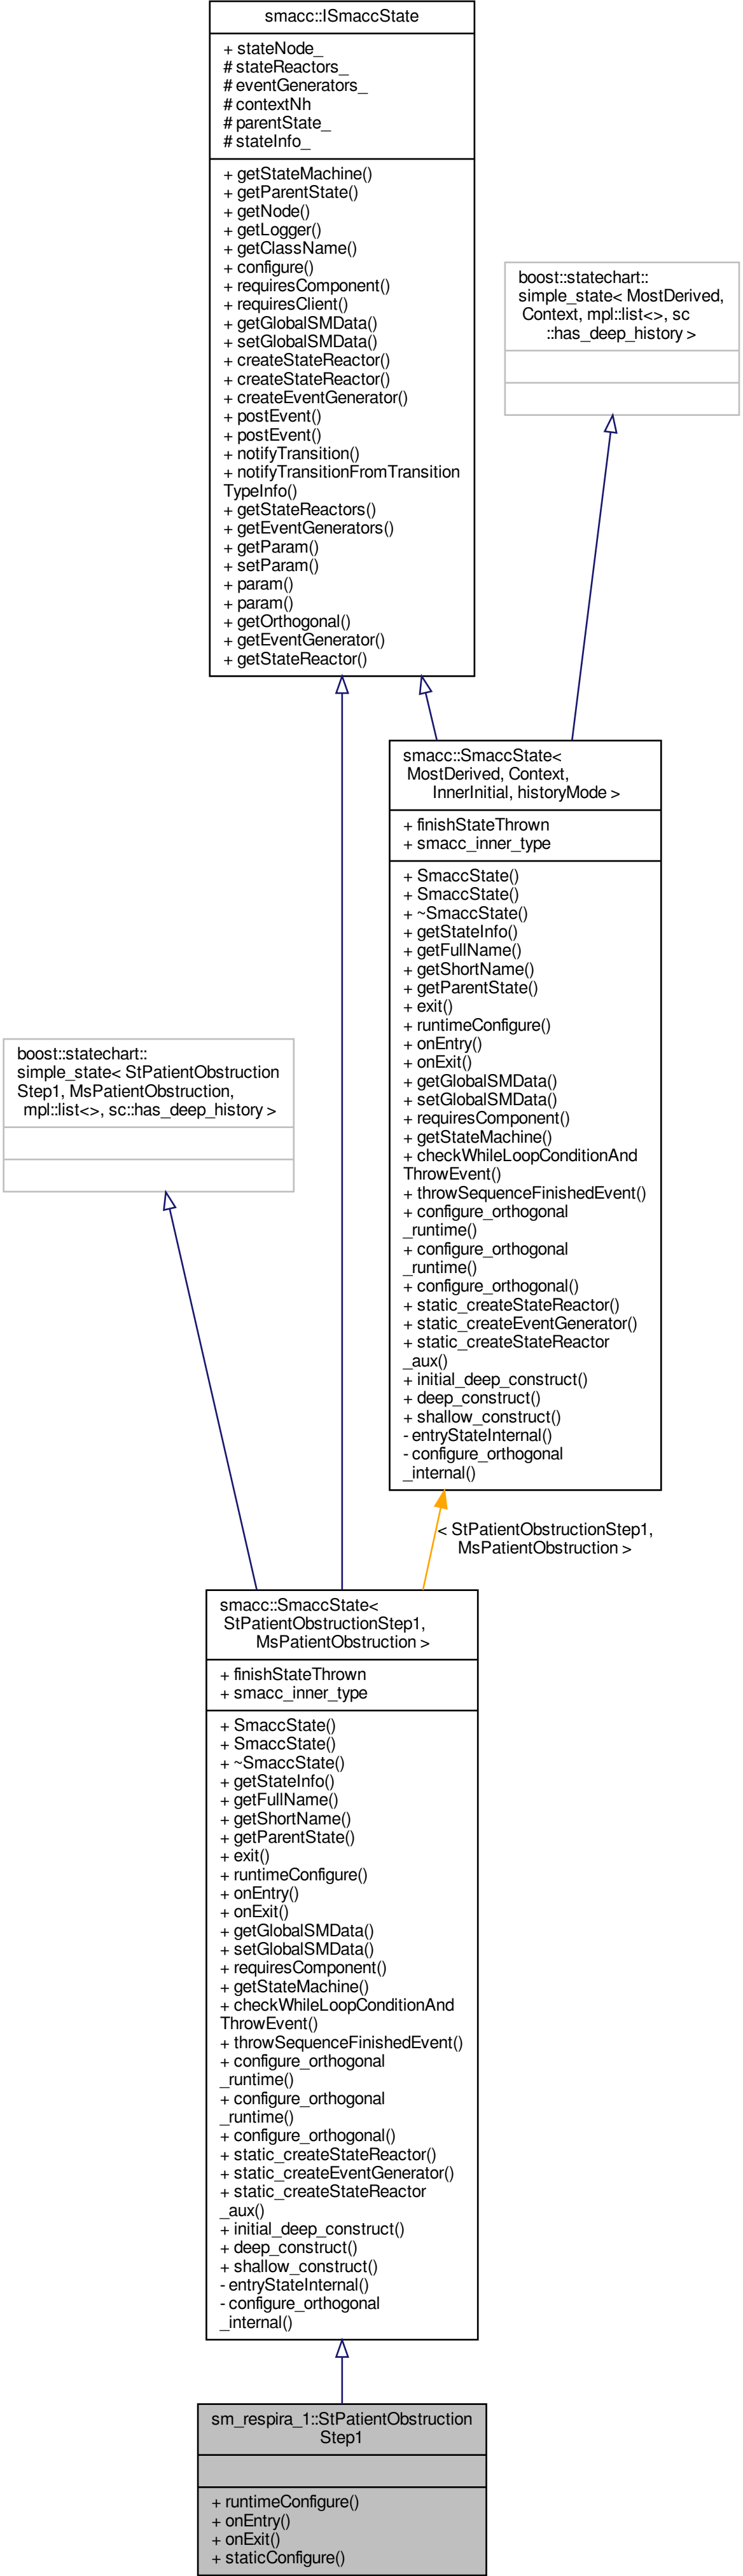 smacc::ISmaccState
+ stateNode_
# stateReactors_
# eventGenerators_
# contextNh
# parentState_
# stateInfo_
+ getStateMachine()
+ getParentState()
+ getNode()
+ getLogger()
+ getClassName()
+ configure()
+ requiresComponent()
+ requiresClient()
+ getGlobalSMData()
+ setGlobalSMData()
+ createStateReactor()
+ createStateReactor()
+ createEventGenerator()
+ postEvent()
+ postEvent()
+ notifyTransition()
+ notifyTransitionFromTransition
TypeInfo()
+ getStateReactors()
+ getEventGenerators()
+ getParam()
+ setParam()
+ param()
+ param()
+ getOrthogonal()
+ getEventGenerator()
+ getStateReactor()
boost::statechart::
simple_state< MostDerived,
Context, mpl::list<>, sc
::has_deep_history >
smacc::SmaccState<
MostDerived, Context,
InnerInitial, historyMode >
+ finishStateThrown
+ smacc_inner_type
+ SmaccState()
+ SmaccState()
+ ~SmaccState()
+ getStateInfo()
+ getFullName()
+ getShortName()
+ getParentState()
+ exit()
+ runtimeConfigure()
+ onEntry()
+ onExit()
+ getGlobalSMData()
+ setGlobalSMData()
+ requiresComponent()
+ getStateMachine()
+ checkWhileLoopConditionAnd
ThrowEvent()
+ throwSequenceFinishedEvent()
+ configure_orthogonal
_runtime()
+ configure_orthogonal
_runtime()
+ configure_orthogonal()
+ static_createStateReactor()
+ static_createEventGenerator()
+ static_createStateReactor
_aux()
+ initial_deep_construct()
+ deep_construct()
+ shallow_construct()
- entryStateInternal()
- configure_orthogonal
_internal()
boost::statechart::
simple_state< StPatientObstruction
Step1, MsPatientObstruction,
mpl::list<>, sc::has_deep_history >
< StPatientObstructionStep1,
MsPatientObstruction >
smacc::SmaccState<
StPatientObstructionStep1,
MsPatientObstruction >
+ finishStateThrown
+ smacc_inner_type
+ SmaccState()
+ SmaccState()
+ ~SmaccState()
+ getStateInfo()
+ getFullName()
+ getShortName()
+ getParentState()
+ exit()
+ runtimeConfigure()
+ onEntry()
+ onExit()
+ getGlobalSMData()
+ setGlobalSMData()
+ requiresComponent()
+ getStateMachine()
+ checkWhileLoopConditionAnd
ThrowEvent()
+ throwSequenceFinishedEvent()
+ configure_orthogonal
_runtime()
+ configure_orthogonal
_runtime()
+ configure_orthogonal()
+ static_createStateReactor()
+ static_createEventGenerator()
+ static_createStateReactor
_aux()
+ initial_deep_construct()
+ deep_construct()
+ shallow_construct()
- entryStateInternal()
- configure_orthogonal
_internal()
sm_respira_1::StPatientObstruction
Step1
+ runtimeConfigure()
+ onEntry()
+ onExit()
+ staticConfigure()